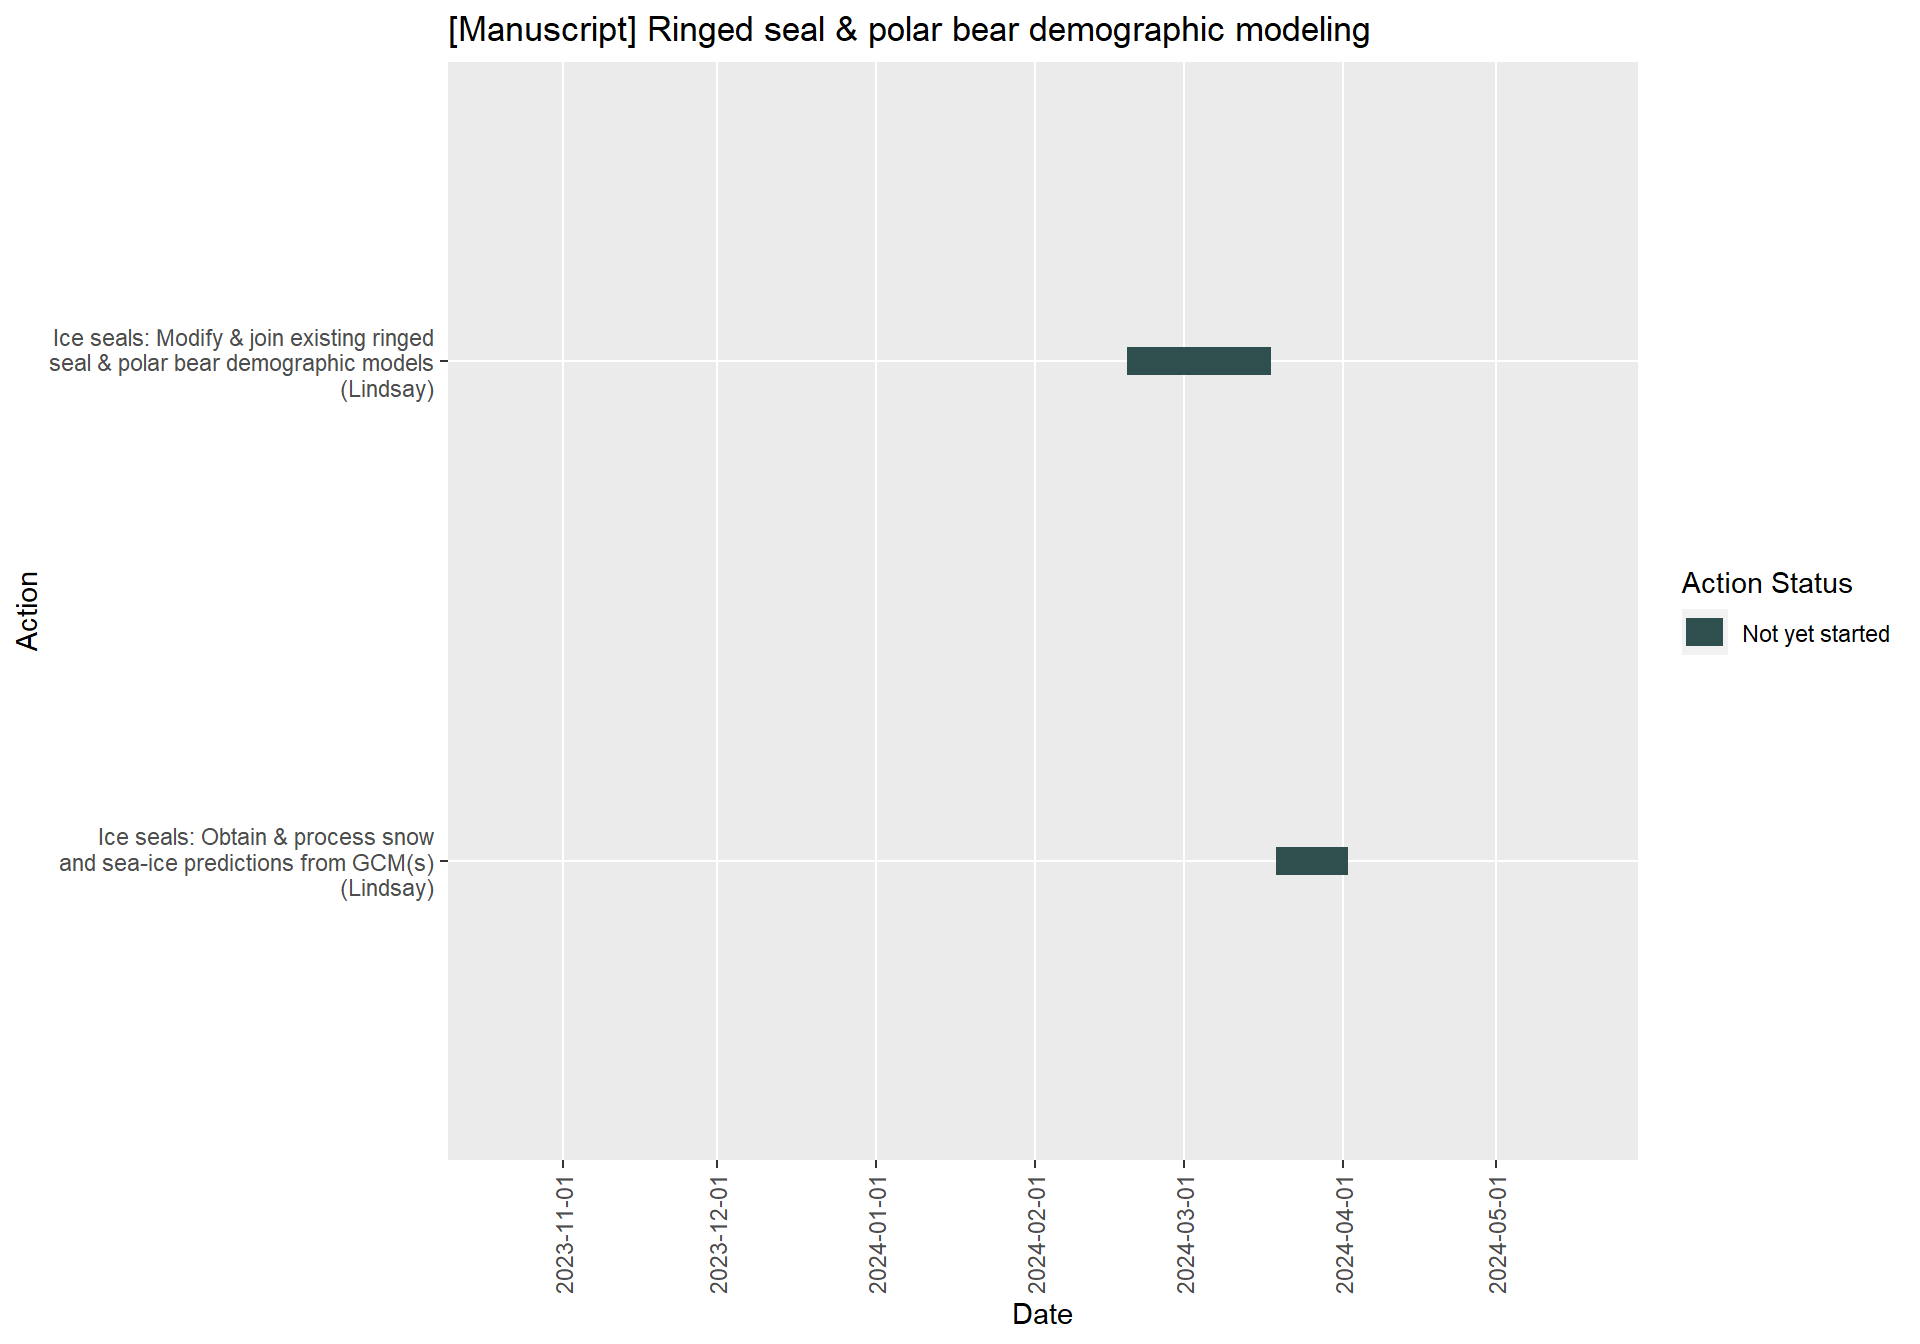 [Manuscript] Ringed seal & polar bear demographic modeling
Action
Ice seals: Modify & join existing ringed
seal & polar bear demographic models
(Lindsay)
Ice seals: Obtain & process snow
and sea-ice predictions from GCM(s)
(Lindsay)
2023-11-01
2023-12-01
2024-01-01
2024-02-01
2024-03-01
2024-04-01
2024-05-01
Date
Action Status
Not yet started